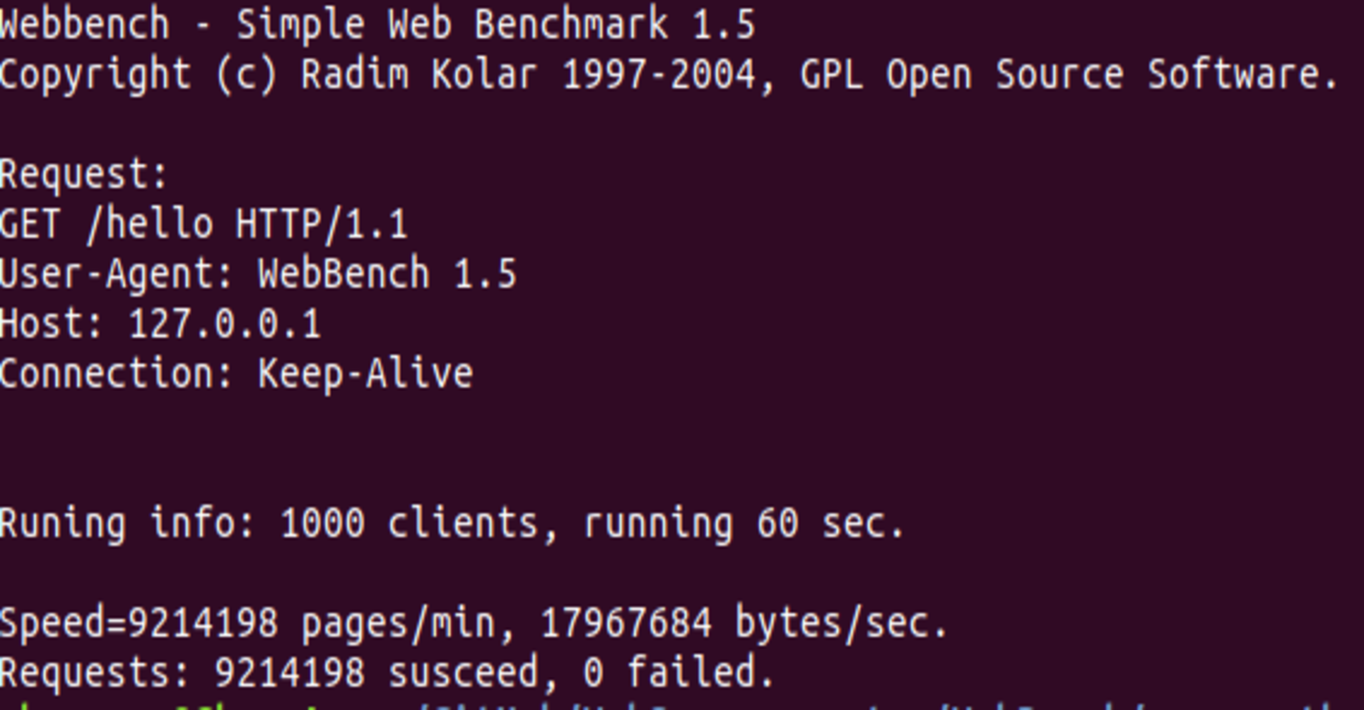 Webbench - Simple Web Benchmark 1.5
Copyright (c) Radim Kolar 1997-2004, GPL Open Source Software.
Request:
GET /hello HTTP/1.1
User-Agent: WebBench 1.5
Host: 127.0.0.1
Connection: Keep-Alive
Runing info: 1000 clients, running 60 sec.
Speed=9214198 pages/min, 17967684 bytes/sec.
Requests: 9214198 susceed, 0 failed.